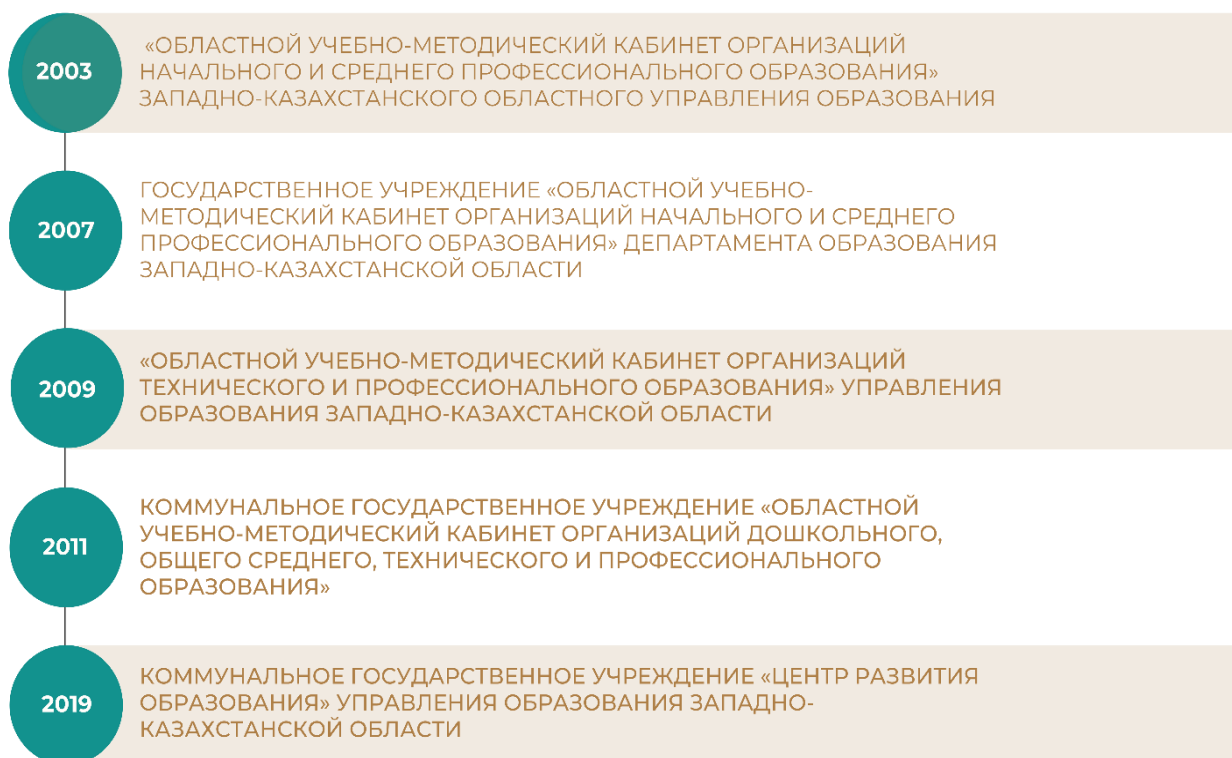 2003
«ОБЛАСТНОЙ УЧЕБНО-МЕТОДИЧЕСКИЙ КАБИНЕТ ОРГАНИЗАЦИЙ
НАЧАЛЬНОГО И СРЕДНЕГО ПРОФЕССИОНАЛЬНОГО ОБРАЗОВАНИЯ»
ЗАПАДНО-КАЗАХСТАНСКОГО ОБЛАСТНОГО УПРАВЛЕНИЯ ОБРАЗОВАНИЯ
2007
ГОСУДАРСТВЕННОЕ УЧРЕЖДЕНИЕ «ОБЛАСТНОЙ УЧЕБНО-
МЕТОДИЧЕСКИЙ КАБИНЕТ ОРГАНИЗАЦИЙ НАЧАЛЬНОГО И СРЕДНЕГО
ПРОФЕССИОНАЛЬНОГО ОБРАЗОВАНИЯ» ДЕПАРТАМЕНТА ОБРАЗОВАНИЯ
ЗАПАДНО-КАЗАХСТАНСКОЙ ОБЛАСТИ
2009
«ОБЛАСТНОЙ УЧЕБНО-МЕТОДИЧЕСКИЙ КАБИНЕТ ОРГАНИЗАЦИЙ
ТЕХНИЧЕСКОГО И ПРОФЕССИОНАЛЬНОГО ОБРАЗОВАНИЯ» УПРАВЛЕНИЯ
ОБРАЗОВАНИЯ ЗАПАДНО-КАЗАХСТАНСКОЙ ОБЛАСТИ
2011
КОММУНАЛЬНОЕ ГОСУДАРСТВЕННОЕ УЧРЕЖДЕНИЕ «ОБЛАСТНОЙ
УЧЕБНО-МЕТОДИЧЕСКИЙ КАБИНЕТ ОРГАНИЗАЦИЙ ДОШКОЛЬНОГО,
ОБЩЕГО СРЕДНЕГО, ТЕХНИЧЕСКОГО И ПРОФЕССИОНАЛЬНОГО
ОБРАЗОВАНИЯ»
2019
КОММУНАЛЬНОЕ ГОСУДАРСТВЕННОЕ УЧРЕЖДЕНИЕ «ЦЕНТР РАЗВИТИЯ
ОБРАЗОВАНИЯ» УПРАВЛЕНИЯ ОБРАЗОВАНИЯ ЗАПАДНО-
КАЗАХСТАНСКОЙ ОБЛАСТИ